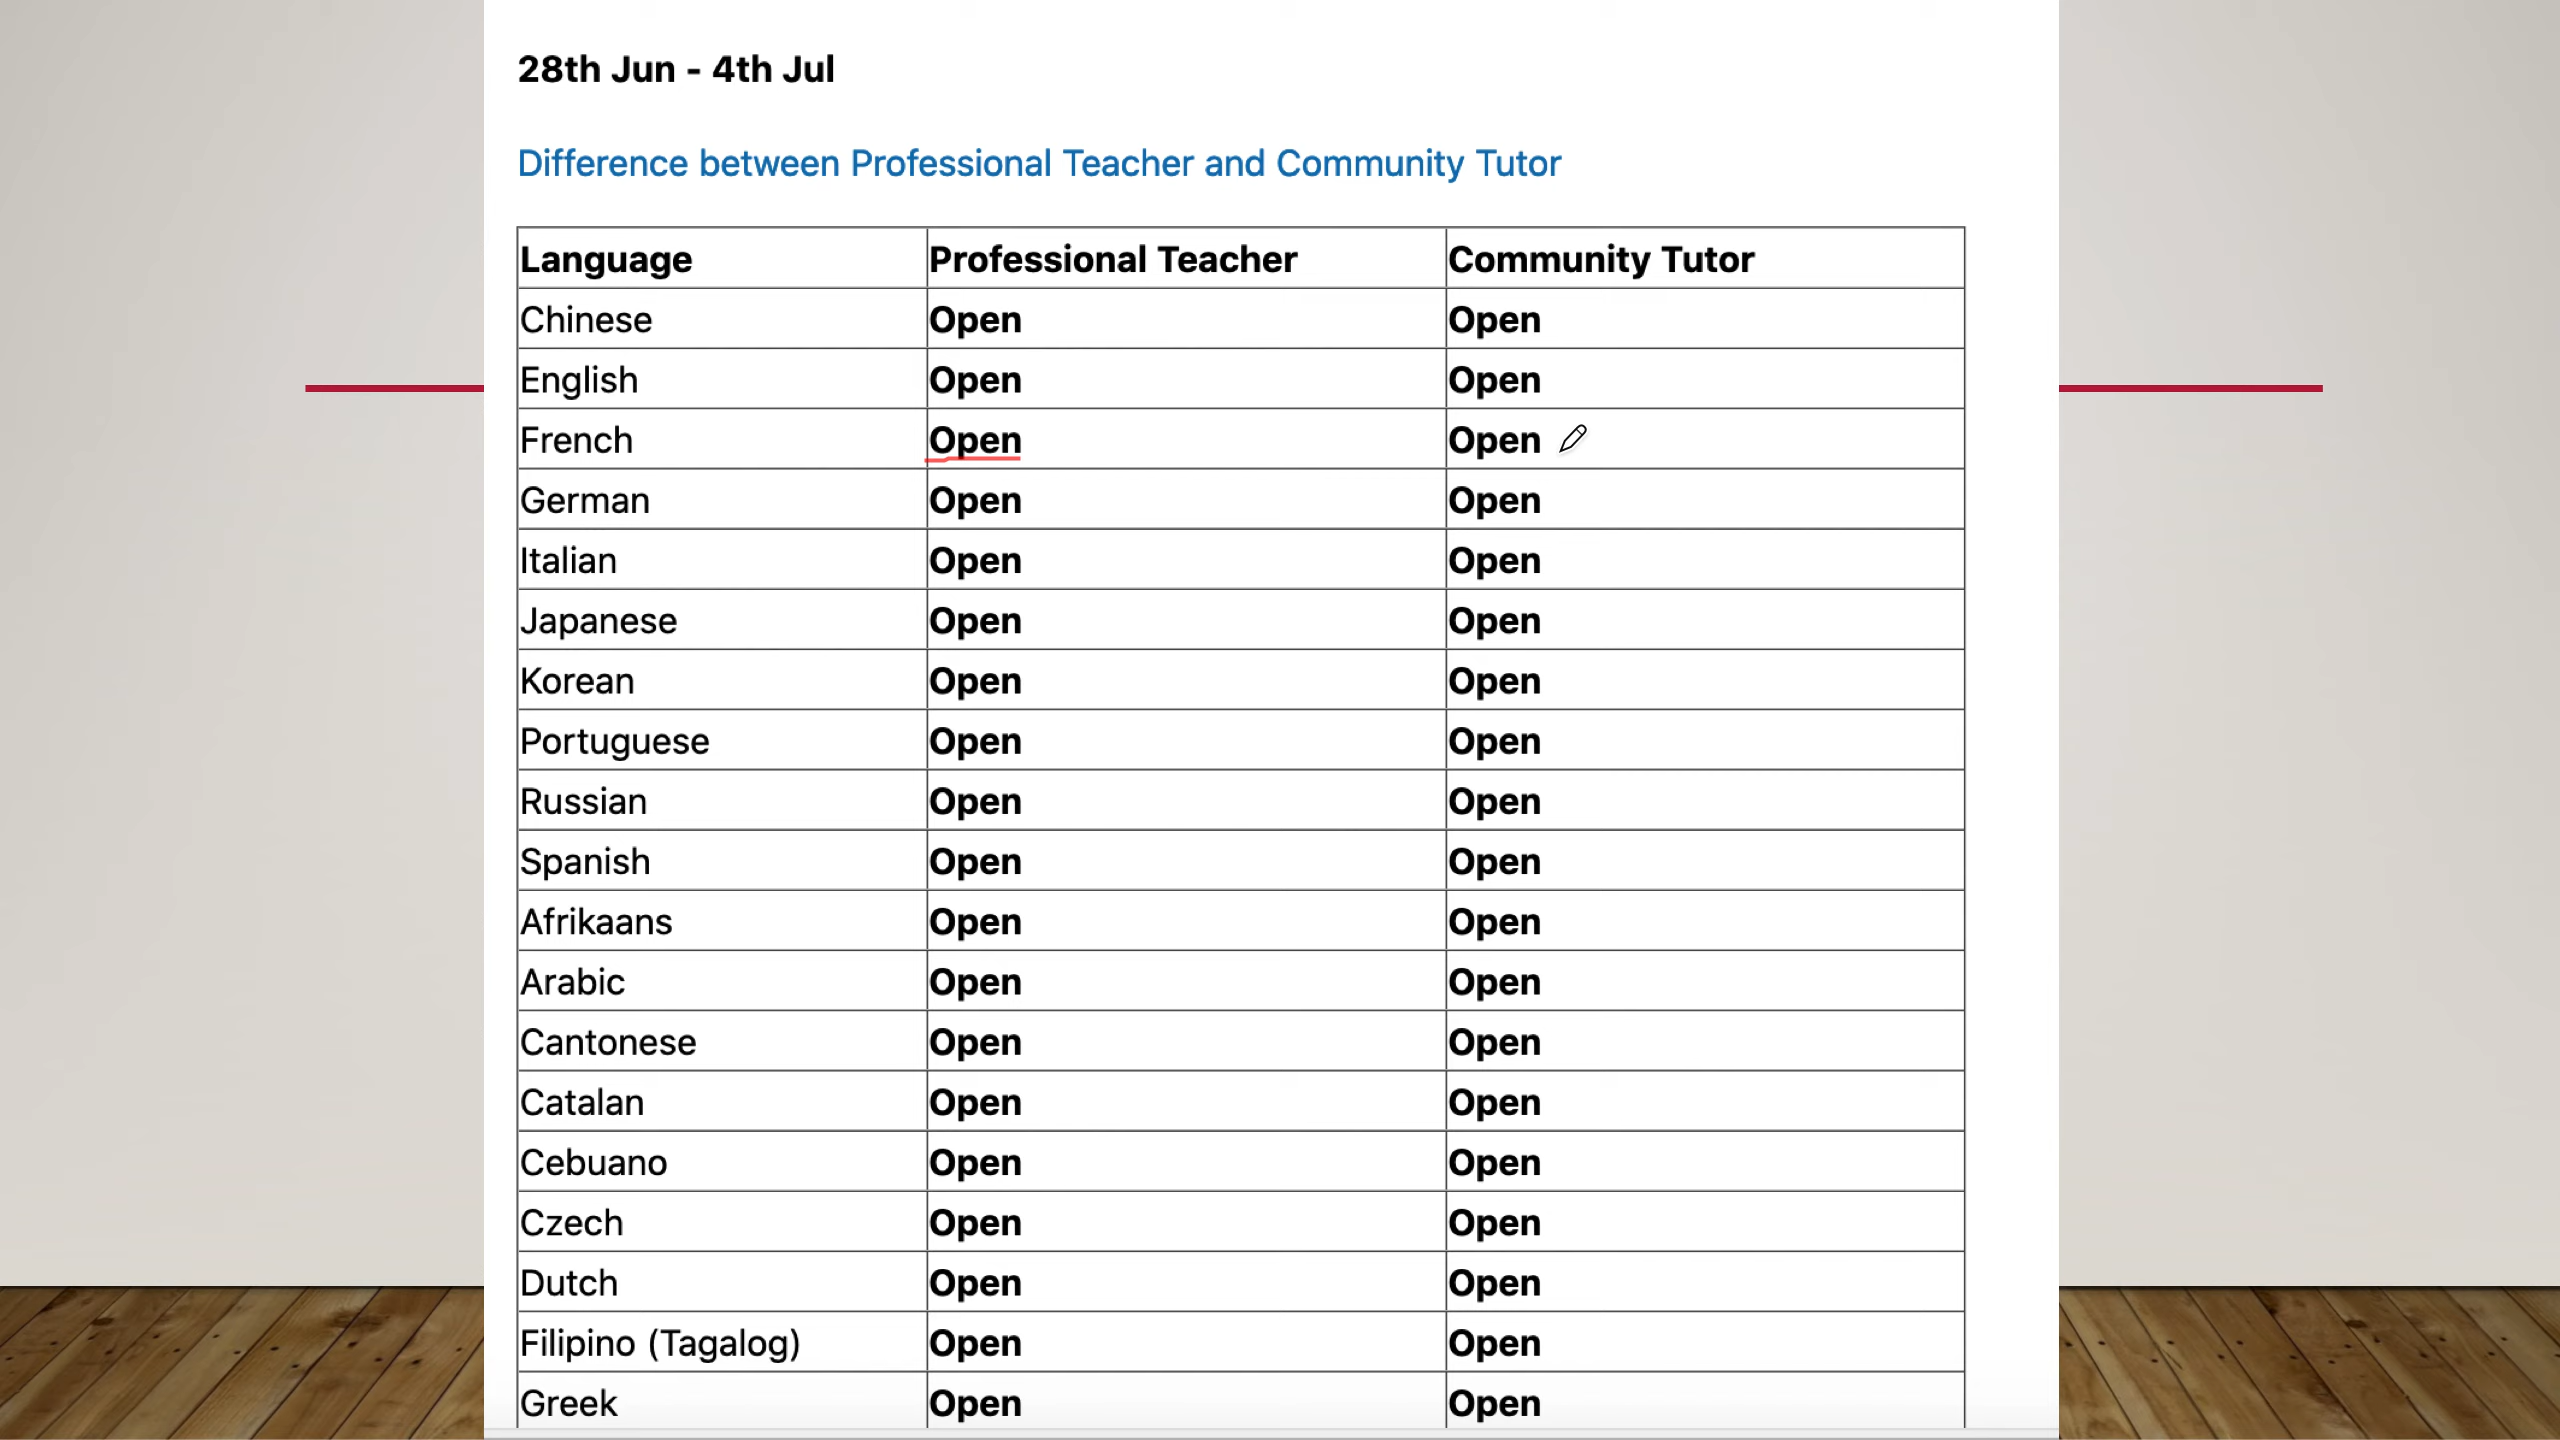 28th Jun - 4th Jul
Difference between Professional Teacher and Community Tutor
Language Professional Teacher Community Tutor
Chinese Open Open
English Open Open
French Open Open
German Open Open
Italian Open Open
Japanese Open Open
Korean Open Open
Portuguese Open Open
Russian Open Open
Spanish Open Open
Afrikaans Open Open
Arabic Open Open
Cantonese Open Open
Catalan Open Open
Cebuano Open Open
Czech Open Open
Dutch Open Open
Filipino (Tagalog) Open Open
Greek Open Open